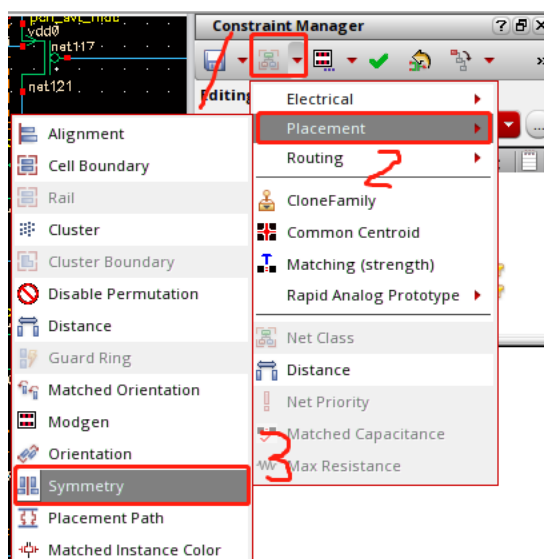 pch_avt_mac
vdd0
net117
net121
Constraint Manager
Editing
Electrical
Placement
Routing
CloneFamily
Common Centroid
Matching (strength)
Rapid Analog Prototype
Net Class
Distance
Net Priority
Matched Capacitance
Max Resistance
Alignment
Cell Boundary
Rail
Cluster
Cluster Boundary
Disable Permutation
Distance
Guard Ring
Matched Orientation
Modgen
Orientation
Symmetry
Placement Path
Matched Instance Color
1
2
3